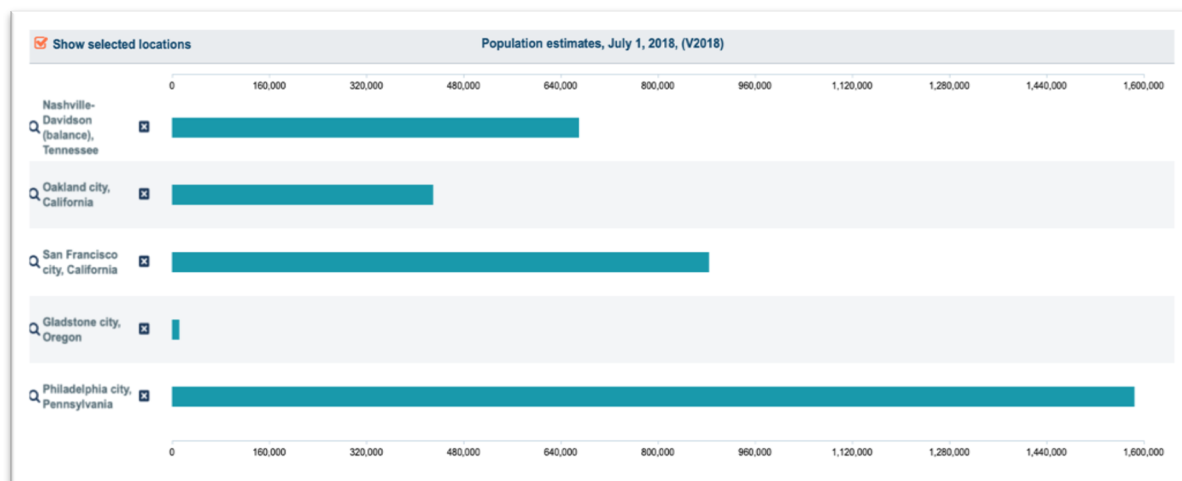 Show selected locations
Population estimates, July 1, 2018, (V2018)
0 160,000 320,000 480,000 640,000 800,000 960,000 1,120,000 1,280,000 1,440,000 1,600,000
Nashville-
Davidson
(balance),
Tennessee
Oakland city,
California
San Francisco
city, California
Gladstone city,
Oregon
Philadelphia city,
Pennsylvania
0 160,000 320,000 480,000 640,000 800,000 960,000 1,120,000 1,280,000 1,440,000 1,600,000